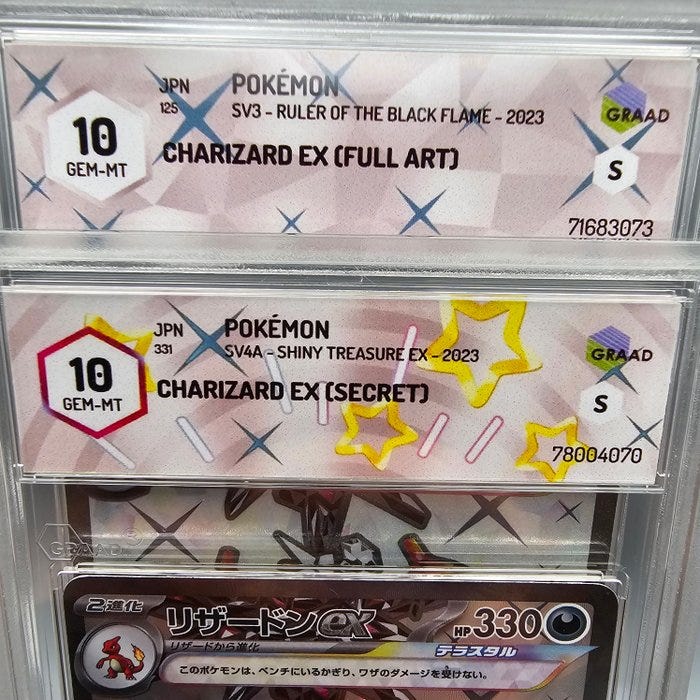 JPN
125
POKÉMON
SV3 - RULER OF THE BLACK FLAME - 2023
10
GEM-MT
CHARIZARD EX (FULL ART)
GRAAD
S
71683073
JPN
331
POKÉMON
SV4A - SHINY TREASURE EX - 2023
10
GEM-MT
CHARIZARD EX (SECRET)
GRAAD
S
78004070
GRAAD
2進化
リザードンex
HP330
リザードから進化
テラスタル
このポケモンは、ベンチにいるかぎり、ワザのダメージを受けない。